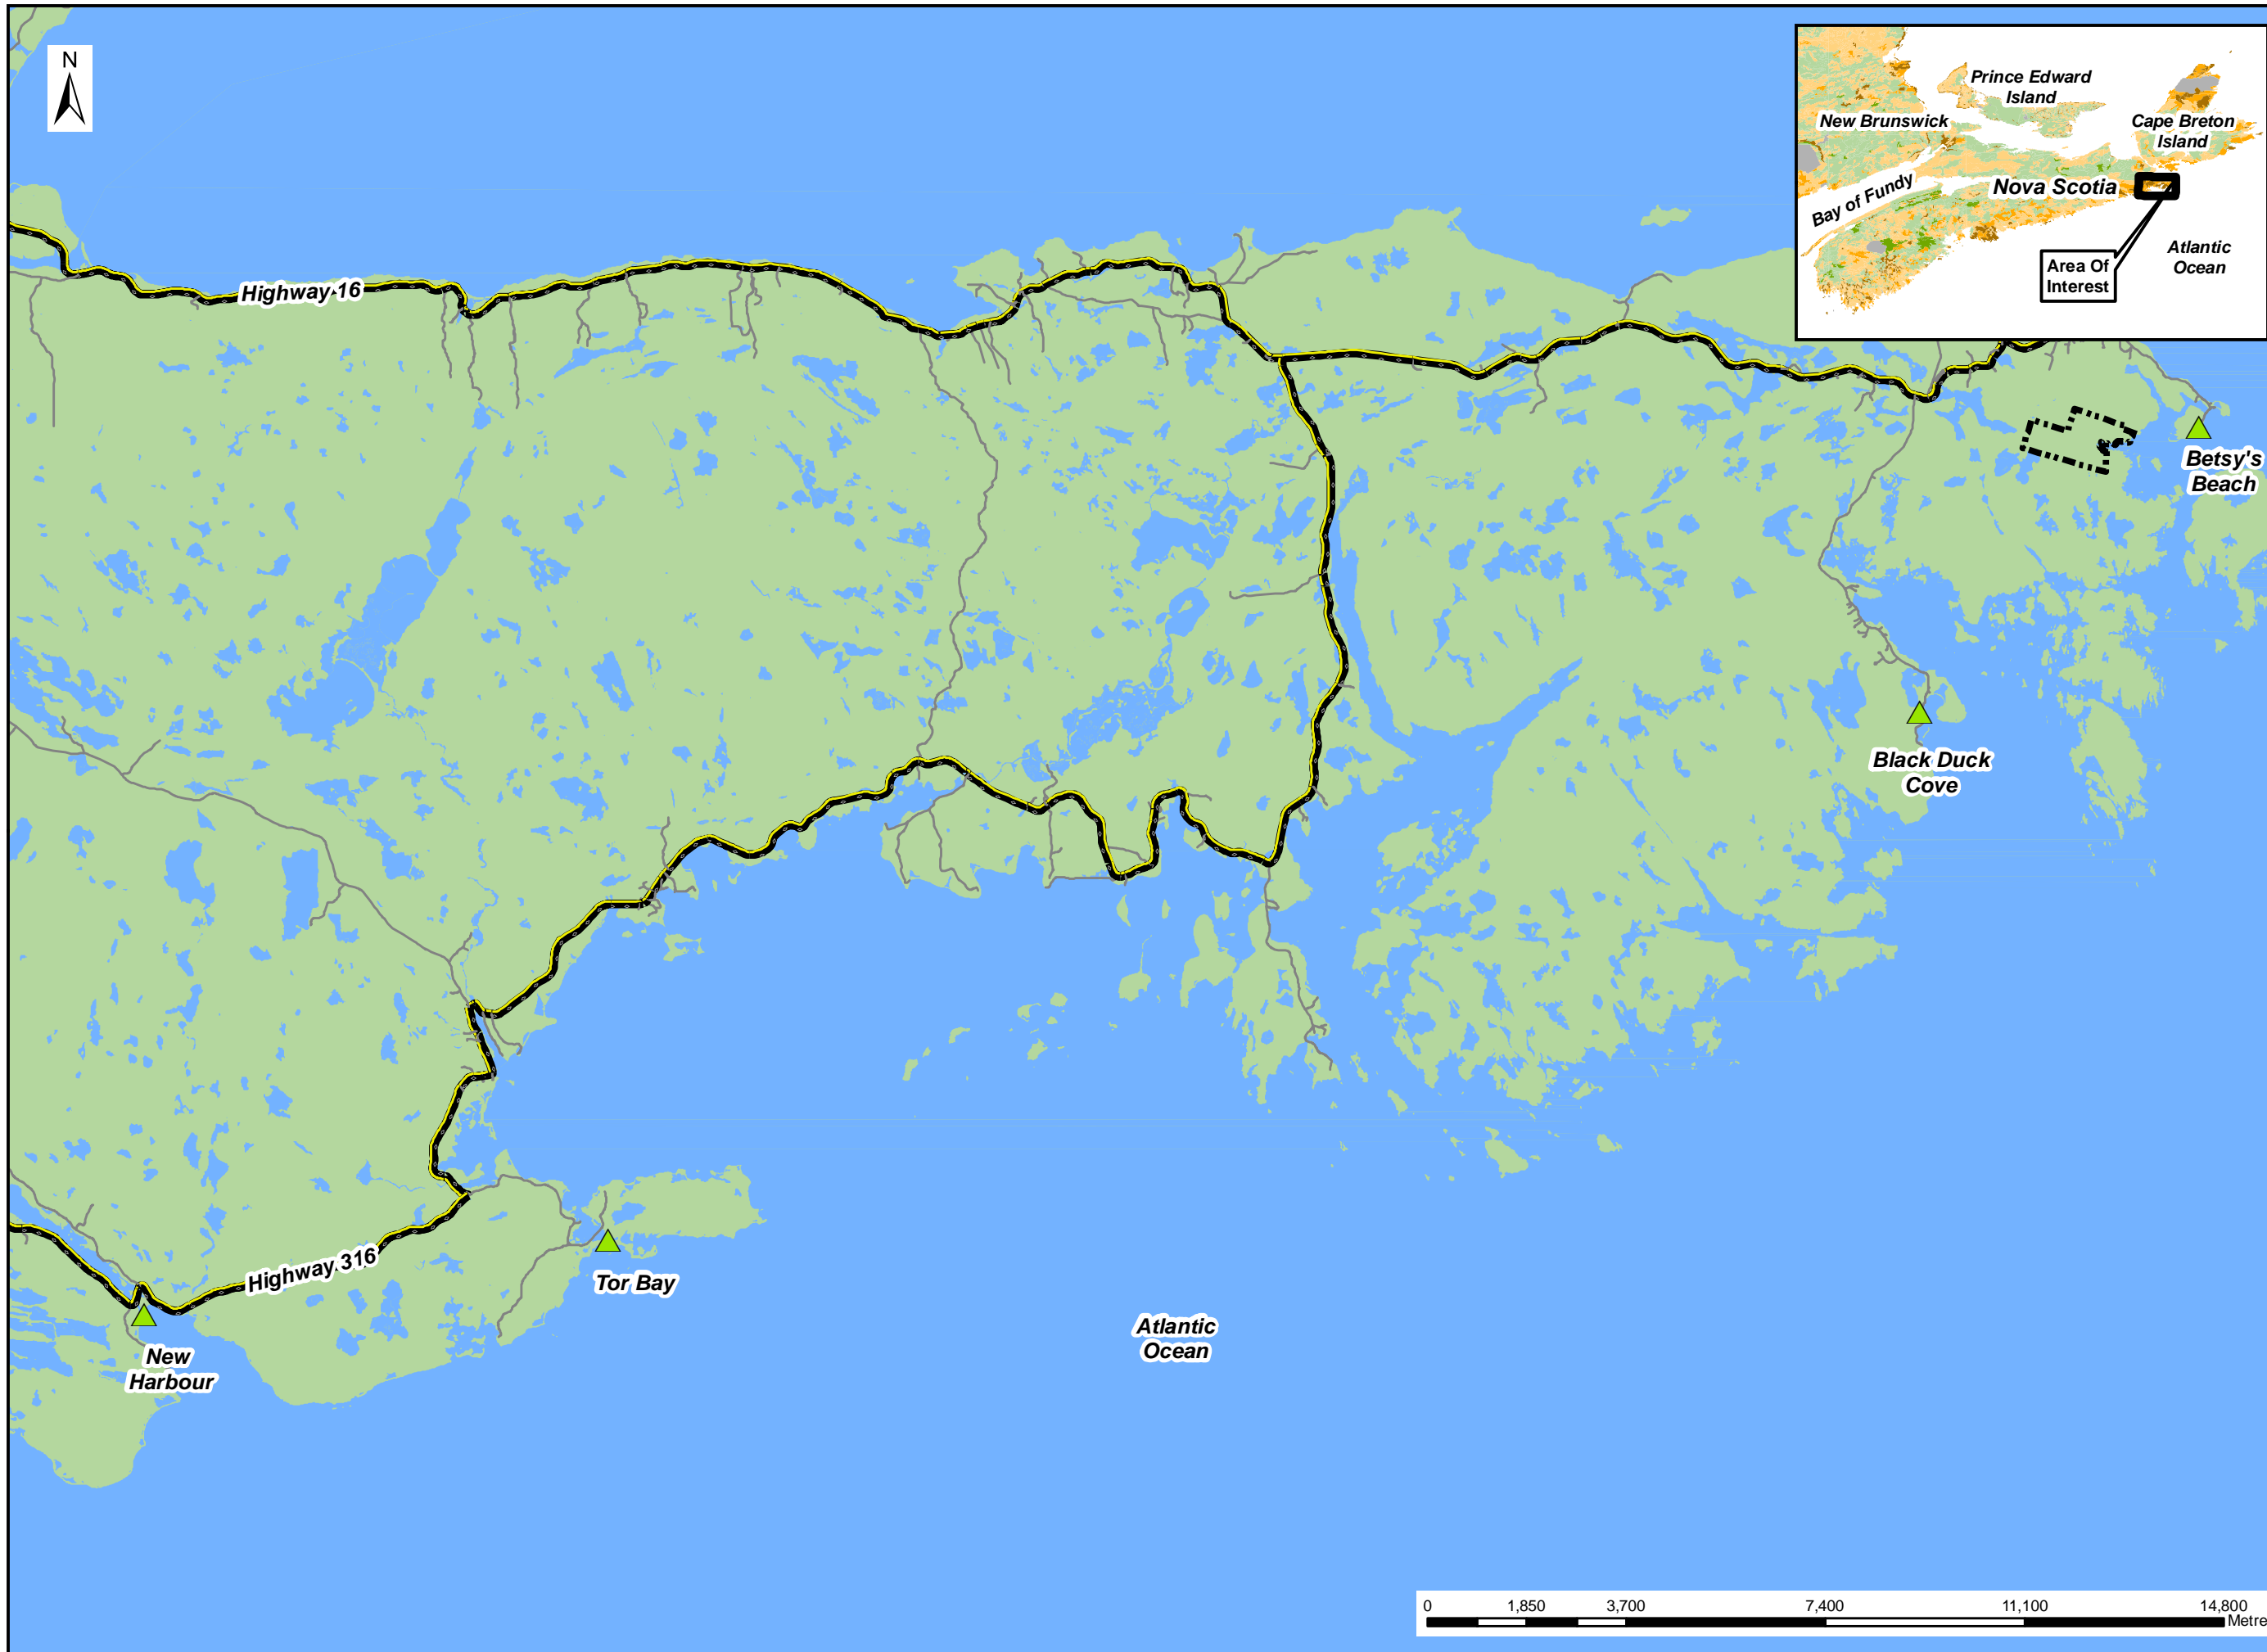 N
Prince Edward
Island
New Brunswick
Cape Breton
Island
Nova Scotia
Bay of Fundy
Area Of
Interest
Atlantic
Ocean
Highway 16
Betsy's
Beach
Black Duck
Cove
Highway 316
Tor Bay
Atlantic
Ocean
New
Harbour
0 1,850 3,700 7,400 11,100 14,800
Metre